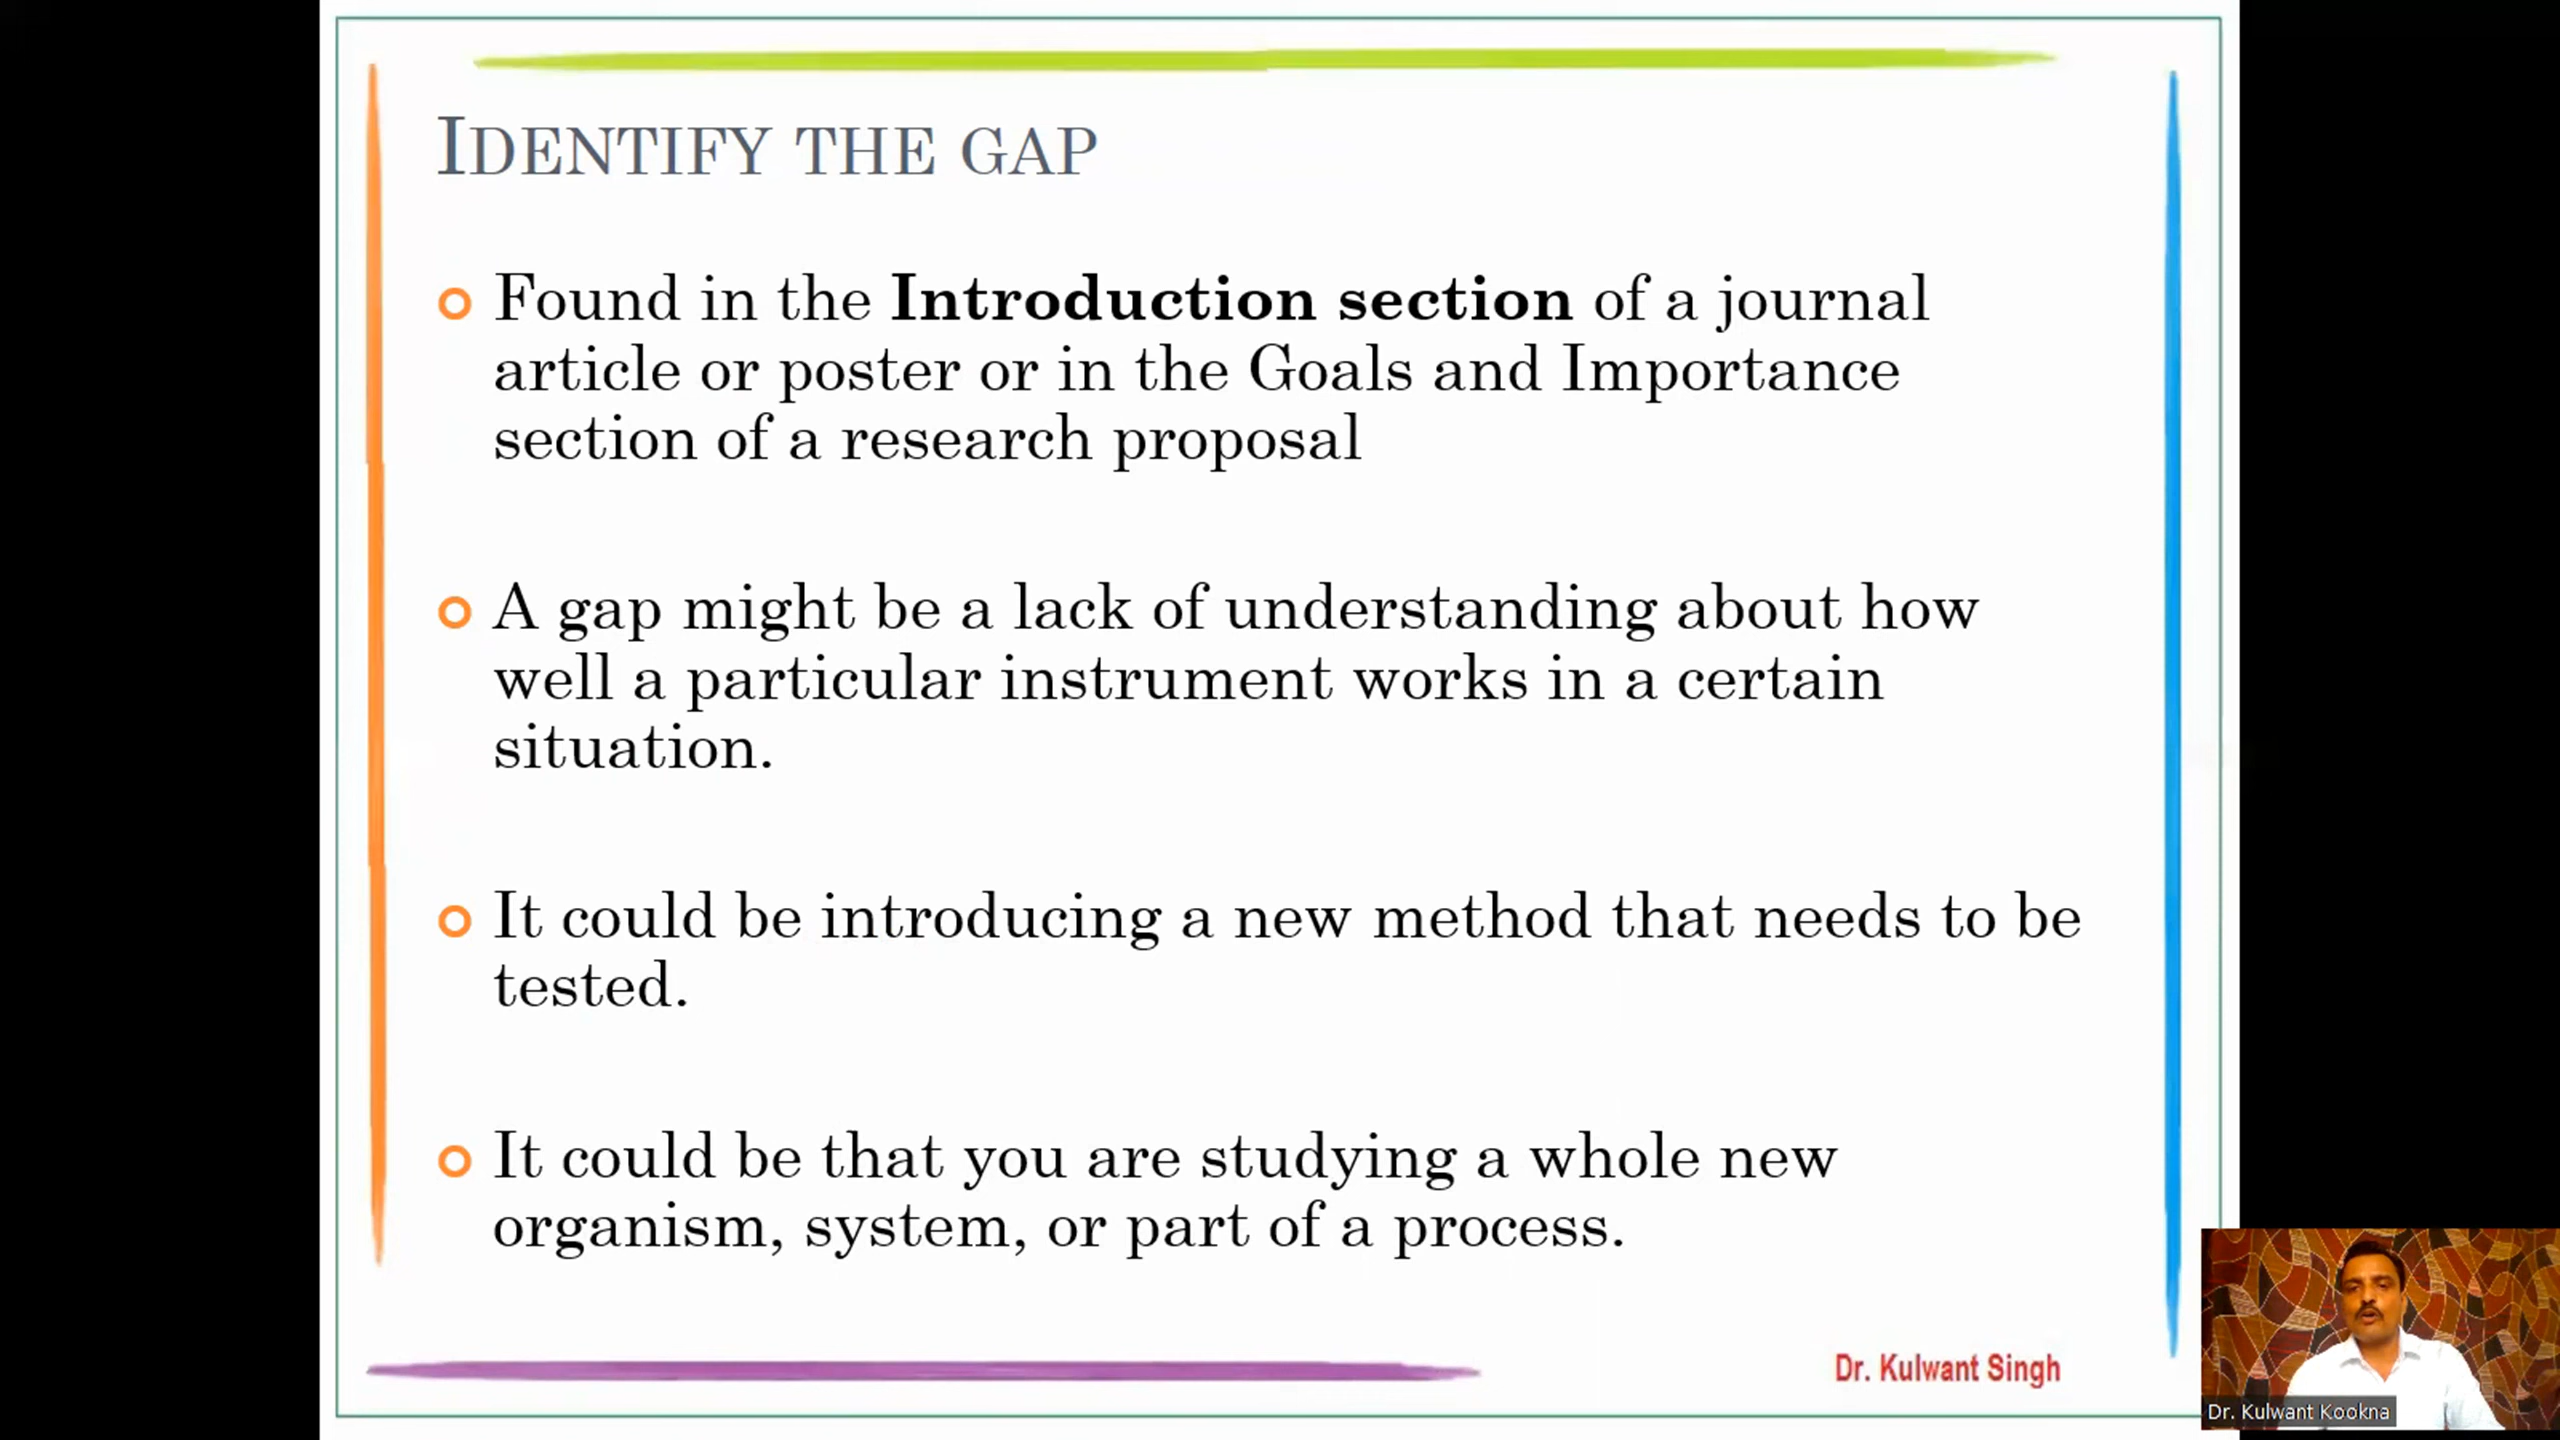 IDENTIFY THE GAP
Found in the Introduction section of a journal
article or poster or in the Goals and Importance
section of a research proposal
A gap might be a lack of understanding about how
well a particular instrument works in a certain
situation.
It could be introducing a new method that needs to be
tested.
It could be that you are studying a whole new
organism, system, or part of a process.
Dr. Kulwant Singh
Dr. Kulwant Kookna